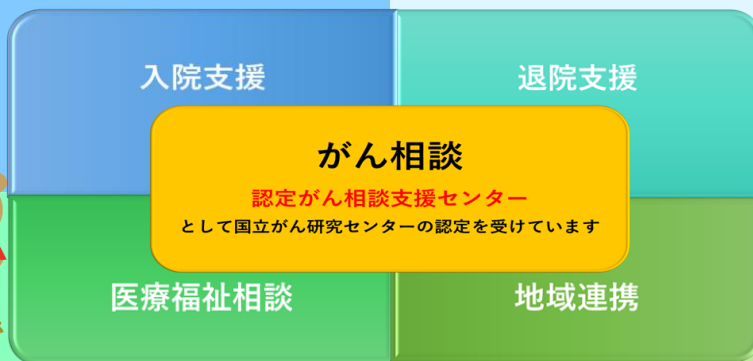 入院支援
退院支援
がん相談
認定がん相談支援センター
として国立がん研究センターの認定を受けています
医療福祉相談
地域連携